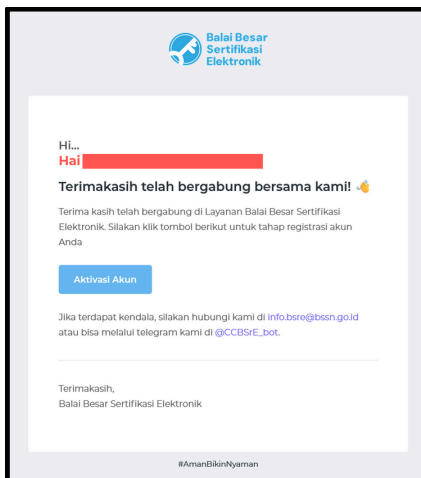 Balai Besar
Sertifikasi
Elektronik
Hi...
Hai
Terimakasih telah bergabung bersama kami! 👋
Terima kasih telah bergabung di Layanan Balai Besar Sertifikasi
Elektronik. Silakan klik tombol berikut untuk tahap registrasi akun
Anda
Aktivasi Akun
Jika terdapat kendala, silakan hubungi kami di info.bsre@bssn.go.id
atau bisa melalui telegram kami di @CCBSrE_bot.
Terimakasih,
Balai Besar Sertifikasi Elektronik
#AmanBikinNyaman